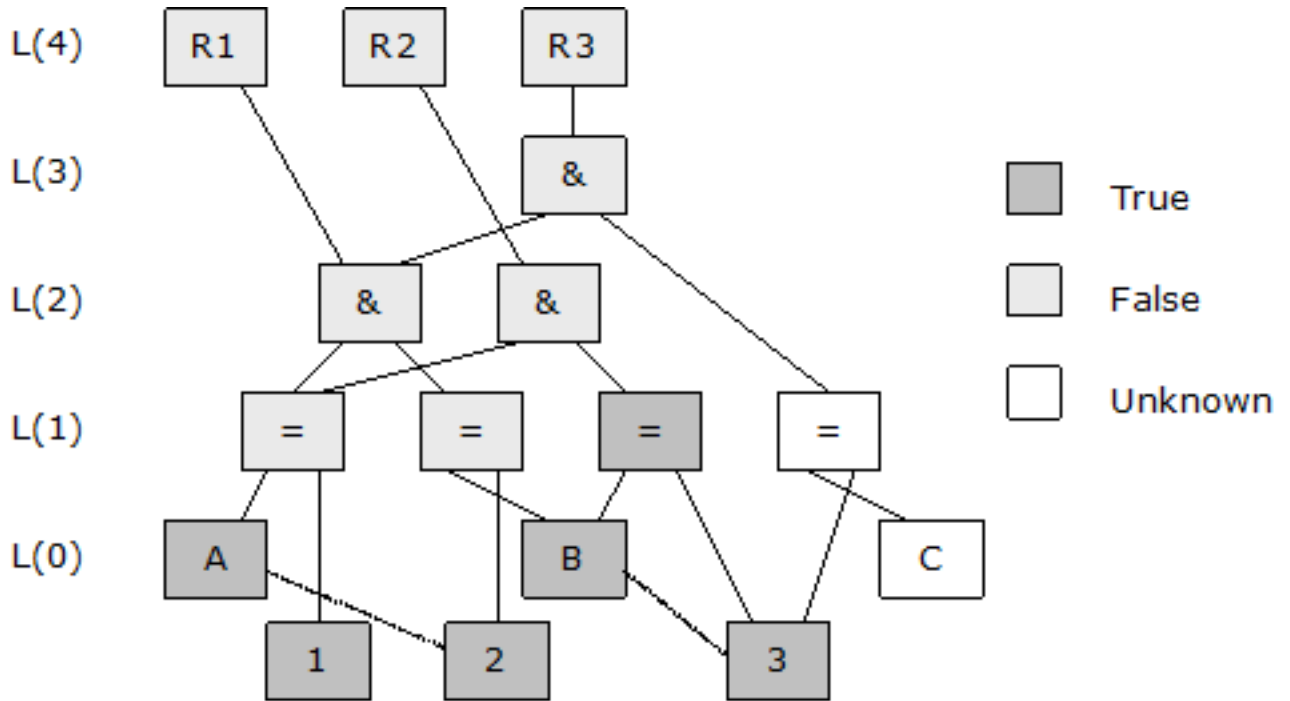 L(4) R1 R2 R3
L(3) &
True
L(2) & &
False
L(1) = = = =
Unknown
L(0) A B C
1 2 3